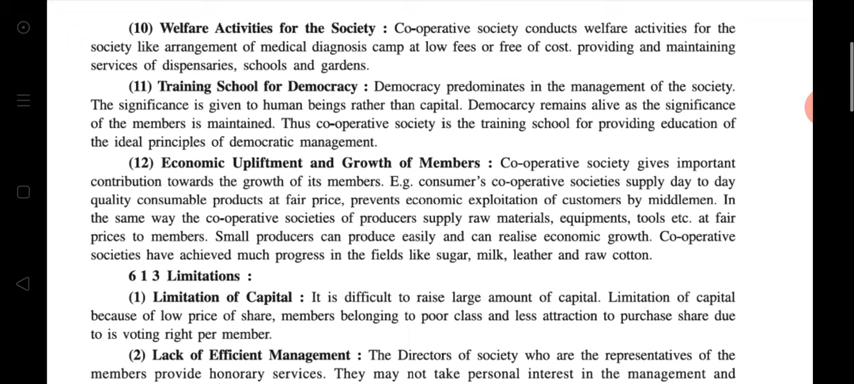 (10) Welfare Activities for the Society : Co-operative society conducts welfare activities for the
society like arrangement of medical diagnosis camp at low fees or free of cost. providing and maintaining
services of dispensaries, schools and gardens.
(11) Training School for Democracy : Democracy predominates in the management of the society.
The significance is given to human beings rather than capital. Democarcy remains alive as the significance
of the members is maintained. Thus co-operative society is the training school for providing education of
the ideal principles of democratic management.
(12) Economic Upliftment and Growth of Members : Co-operative society gives important
contribution towards the growth of its members. E.g. consumer's co-operative societies supply day to day
quality consumable products at fair price, prevents economic exploitation of customers by middlemen. In
the same way the co-operative societies of producers supply raw materials, equipments, tools etc. at fair
prices to members. Small producers can produce easily and can realise economic growth. Co-operative
societies have achieved much progress in the fields like sugar, milk, leather and raw cotton.
6 1 3 Limitations :
(1) Limitation of Capital : It is difficult to raise large amount of capital. Limitation of capital
because of low price of share, members belonging to poor class and less attraction to purchase share due
to is voting right per member.
(2) Lack of Efficient Management : The Directors of society who are the representatives of the
members provide honorary services. They may not take personal interest in the management and